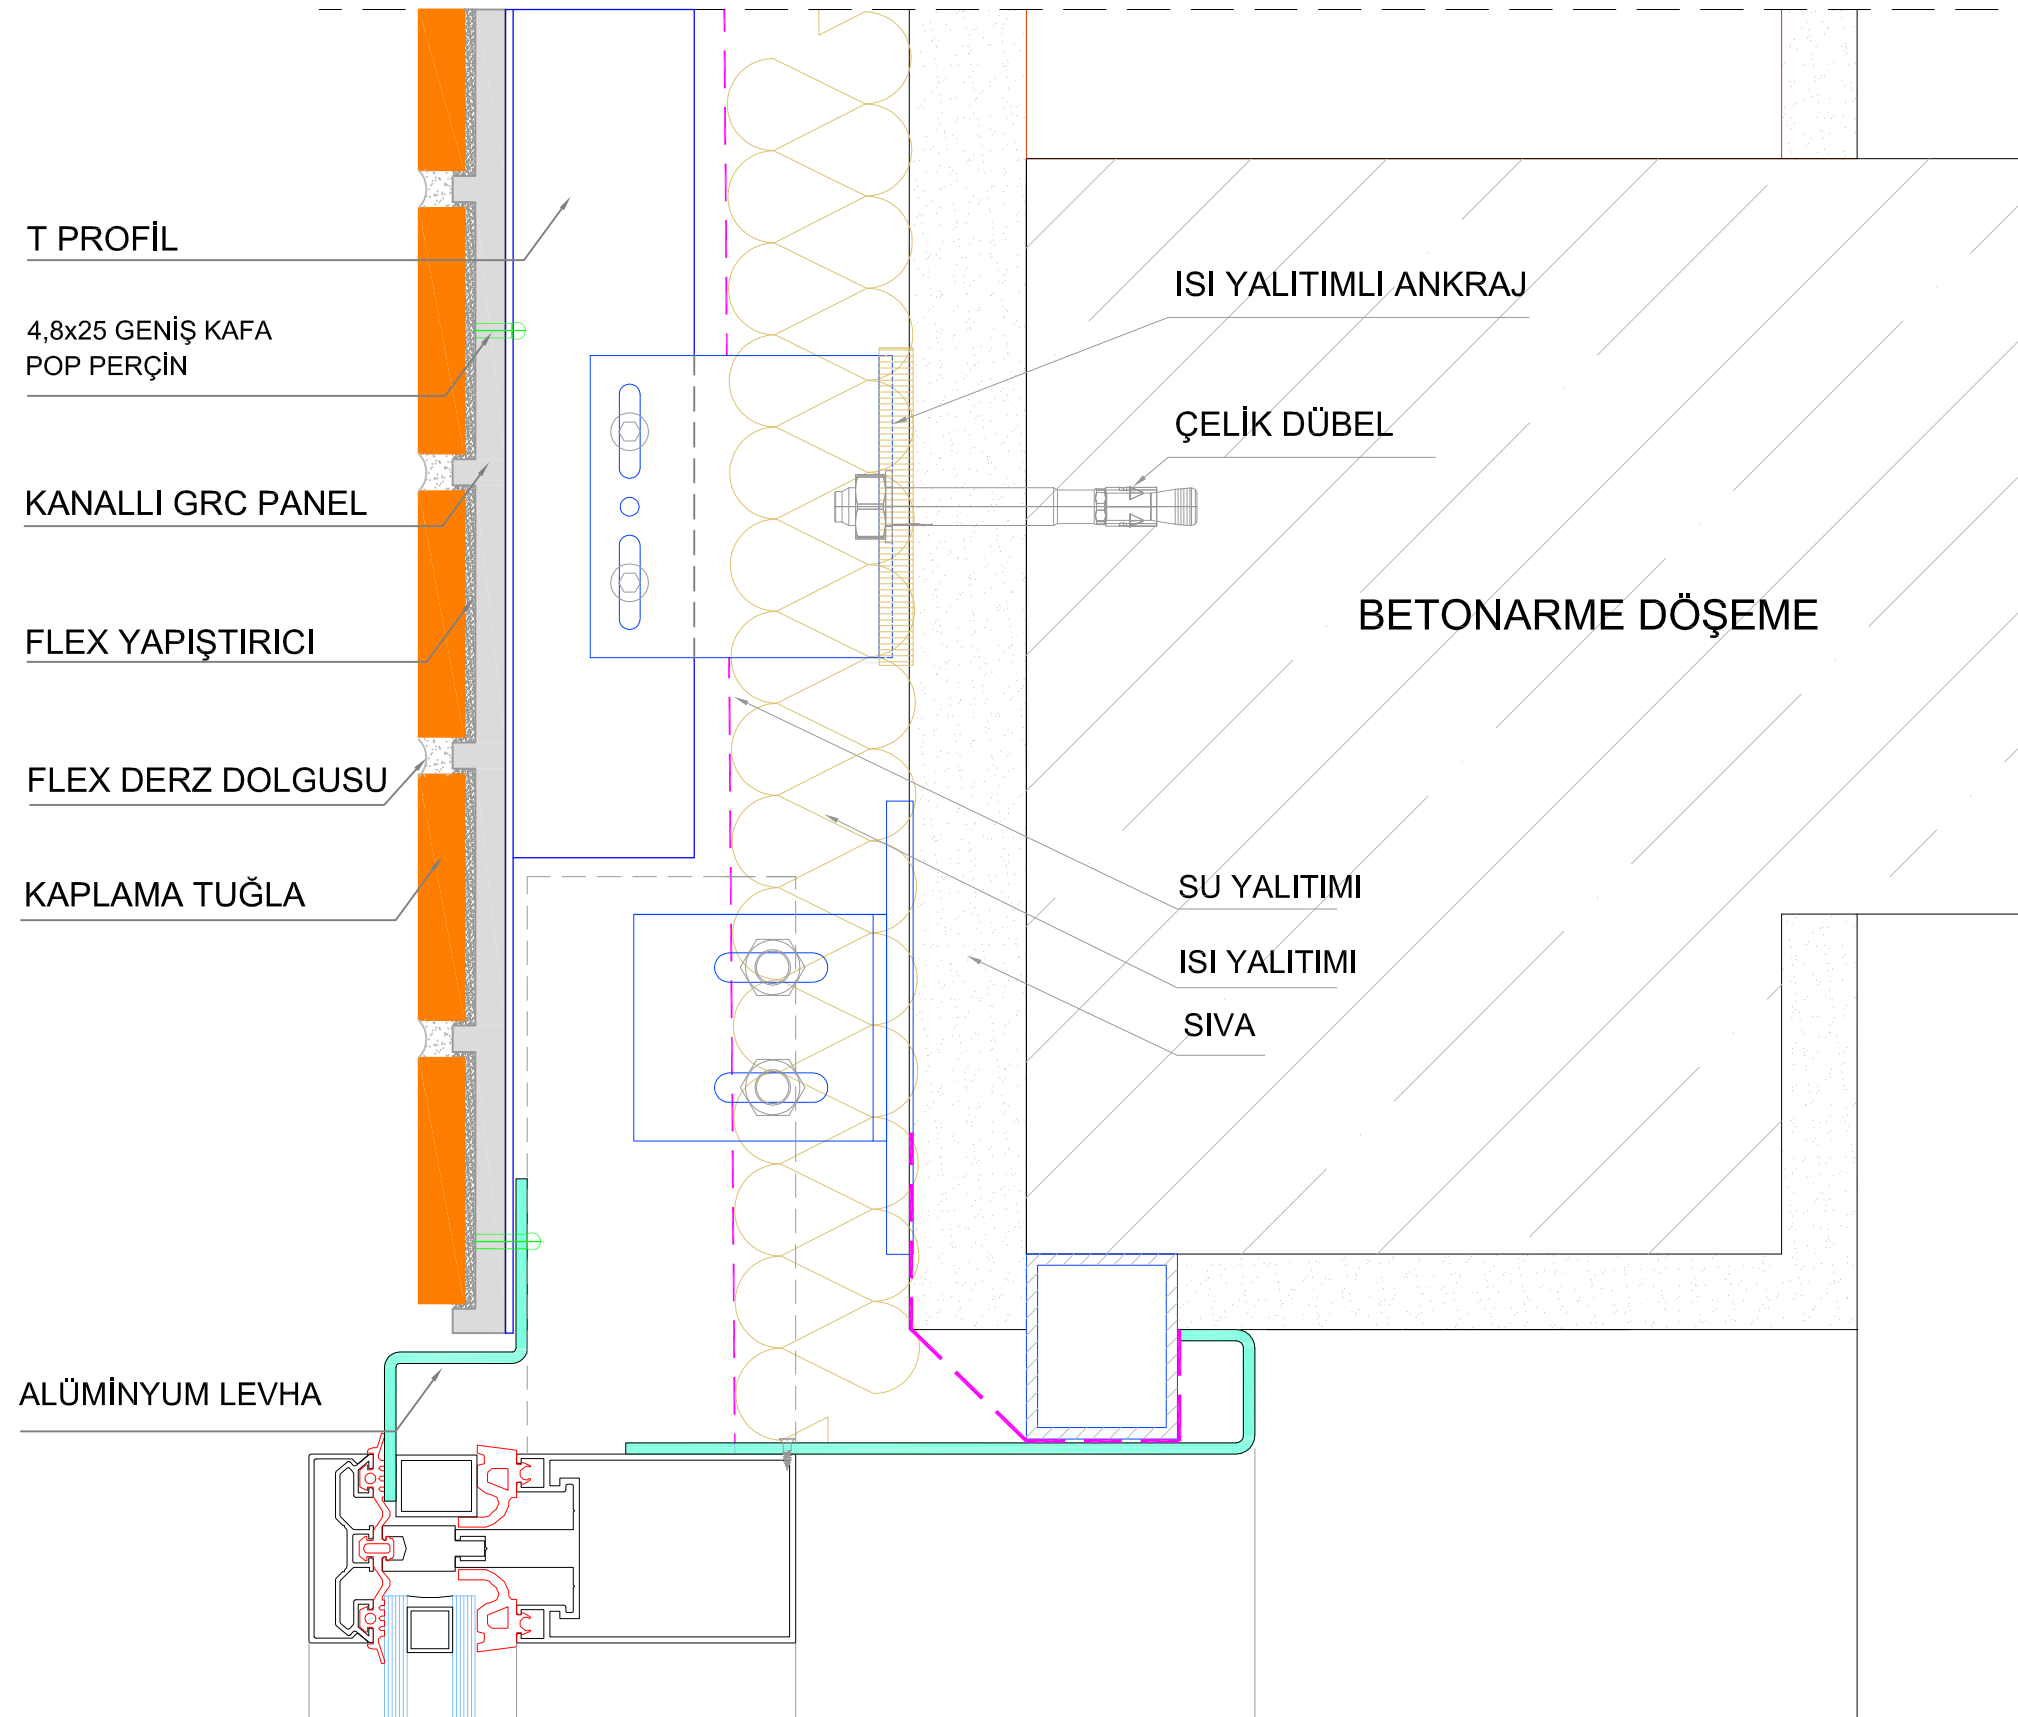 T PROFİL
4,8x25 GENİŞ KAFA
POP PERÇİN
KANALLI GRC PANEL
FLEX YAPIŞTIRICI
FLEX DERZ DOLGUSU
KAPLAMA TUĞLA
ALÜMİNYUM LEVHA
ISI YALITIMLI ANKRAJ
ÇELİK DÜBEL
BETONARME DÖŞEME
SU YALITIMI
ISI YALITIMI
SIVA